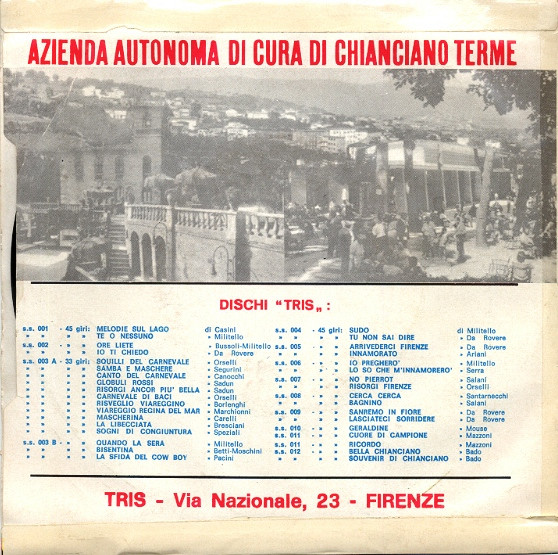 AZIENDA AUTONOMA DI CURA DI CHIANCIANO TERME
DISCHI "TRIS„ :
s.s. 001 - 45 giri: MELODIE SUL LAGO di Casini
» » » TE O NESSUNO » Militello
s.s. 002 - » » ORE LIETE » Bussoli-Militello
» » » IO TI CHIEDO » Da Rovere
s.s. 003 A - 33 giri: SQUILLI DEL CARNEVALE » Orselli
» » » SAMBA E MASCHERE » Segurini
» » » CANTO DEL CARNEVALE » Canocchi
» » » GLOBULI ROSSI » Sadun
» » » RISORGI ANCOR PIU' BELLA » Sadun
» » » CARNEVALE DI BACI » Orselli
» » » RISVEGLIO VIAREGGINO » Borlenghi
» » » VIAREGGIO REGINA DEL MAR » Marchionni
» » » MASCHERINA » Carelli
» » » LA LIBECCIATA » Bresciani
» » » SOGNI DI CONGIUNTURA » Speziali
s.s. 003 B - » » QUANDO LA SERA » Militello
» » » BISENTINA » Betti-Moschini
» » » LA SFIDA DEL COW BOY » Pacini
s.s. 004 - 45 giri: SUDO di Militello
» » » TU NON SAI DIRE » Da Rovere
s.s. 005 - » » ARRIVEDERCI FIRENZE » Da Rovere
» » » INNAMORATO » Ariani
s.s. 006 - » » IO PREGHERO' » Militello
» » » LO SO CHE M'INNAMORERO' » Serra
s.s. 007 - » » NO PIERROT » Salani
» » » RISORGI FIRENZE » Orselli
s.s. 008 - » » CERCA CERCA » Santarnecchi
» » » BAGNINO » Salani
s.s. 009 - » » SANREMO IN FIORE » Da Rovere
» » » LASCIATECI SORRIDERE » Da Rovere
s.s. 010 - » » GERALDINE » Mouse
s.s. 011 - » » CUORE DI CAMPIONE » Mazzoni
s.s. 011 - » » RICORDO » Mazzoni
s.s. 012 - » » BELLA CHIANCIANO » Bado
» » » SOUVENIR DI CHIANCIANO » Bado
TRIS - Via Nazionale, 23 - FIRENZE